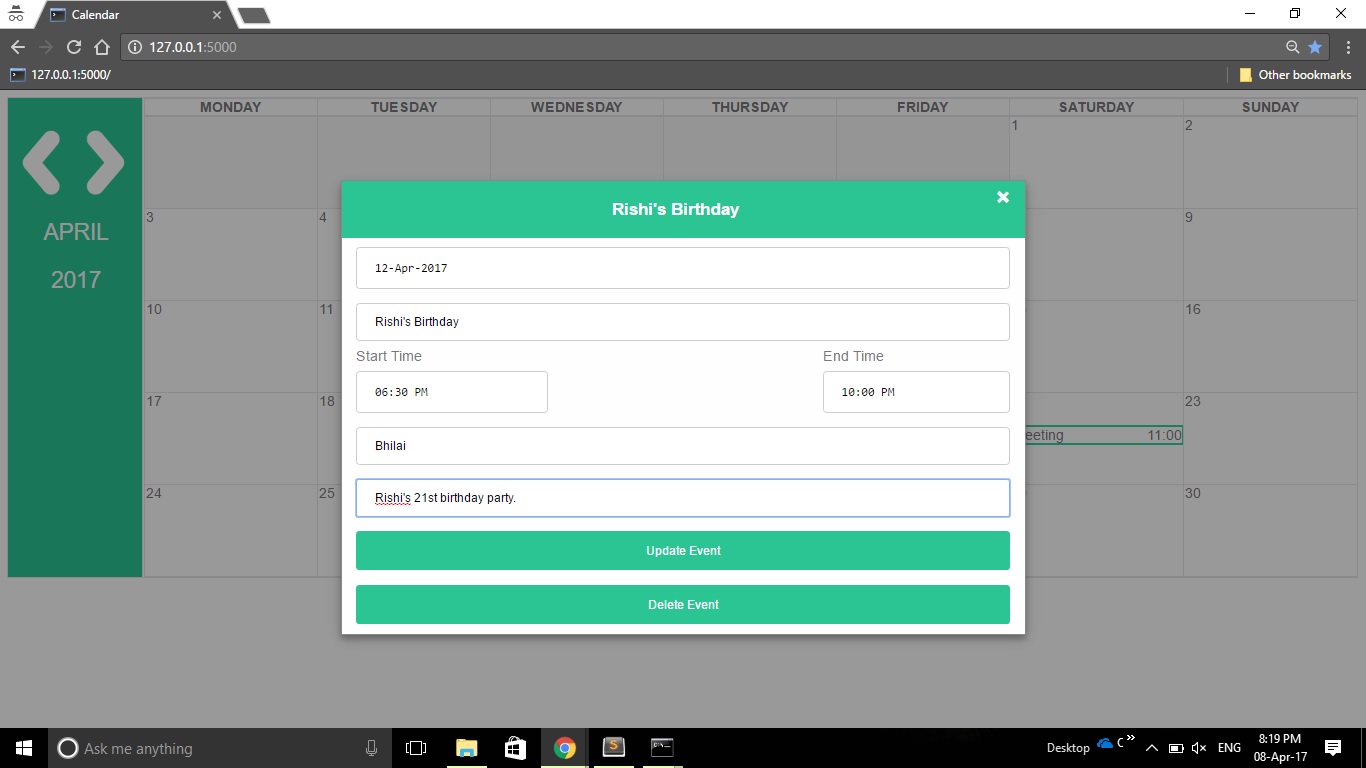 Calendar
127.0.0.1:5000
127.0.0.1:5000/
Other bookmarks
MONDAY TUESDAY WEDNESDAY THURSDAY FRIDAY SATURDAY SUNDAY
1 2
APRIL
2017
3 4 9
10 11 16
17 18 23
eeting 11:00
24 25 30
Rishi's Birthday
12-Apr-2017
Rishi's Birthday
Start Time End Time
06:30 PM 10:00 PM
Bhilai
Rishi's 21st birthday party.
Update Event
Delete Event
Ask me anything
Desktop
ENG
8:19 PM
08-Apr-17